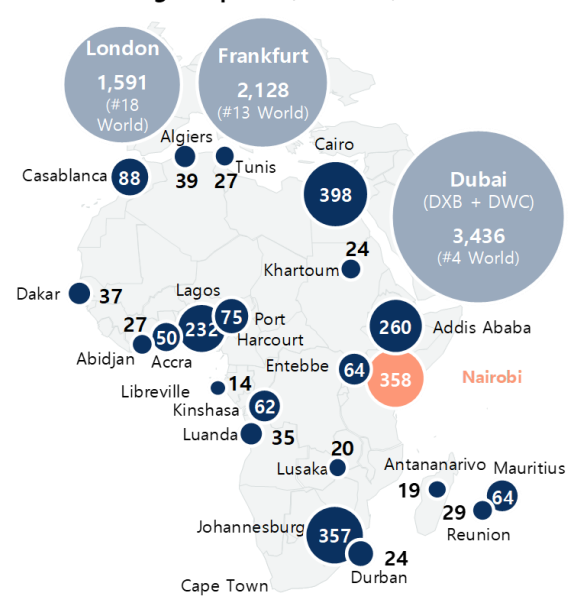 London
1,591
(#18
World)
Frankfurt
2,128
(#13 World)
Algiers
39
Tunis
27
Cairo
398
Casablanca
88
Dubai
(DXB + DWC)
3,436
(#4 World)
24
Khartoum
Dakar
37
Lagos
232
75
Port
Harcourt
27
Abidjan
50
Accra
260
Addis Ababa
Entebbe
64
358
Nairobi
Libreville
14
Kinshasa
62
Luanda
35
20
Lusaka
Antananarivo
19
Mauritius
64
29
Reunion
Johannesburg
357
24
Durban
Cape Town